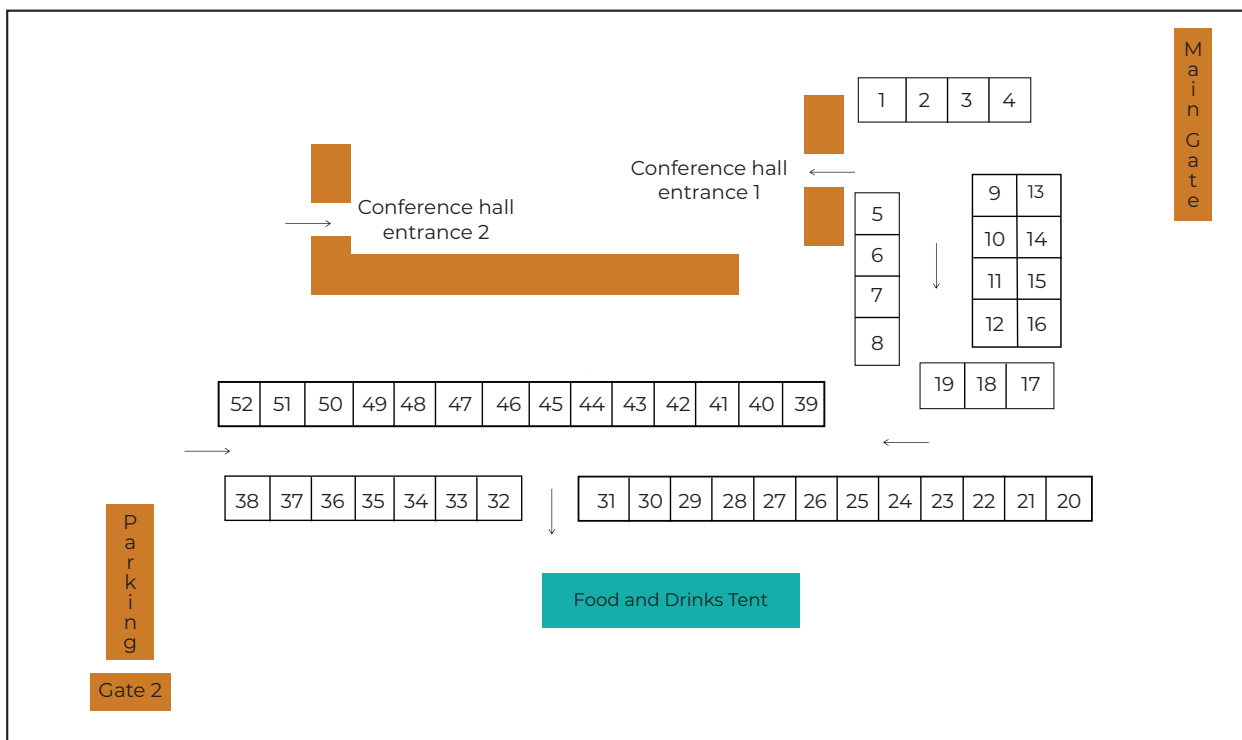 Main Gate
1 2 3 4
Conference hall
entrance 1
9 13
5
Conference hall
entrance 2
10 14
6
11 15
7
12 16
8
19 18 17
52 51 50 49 48 47 46 45 44 43 42 41 40 39
38 37 36 35 34 33 32
31 30 29 28 27 26 25 24 23 22 21 20
Parking
Food and Drinks Tent
Gate 2